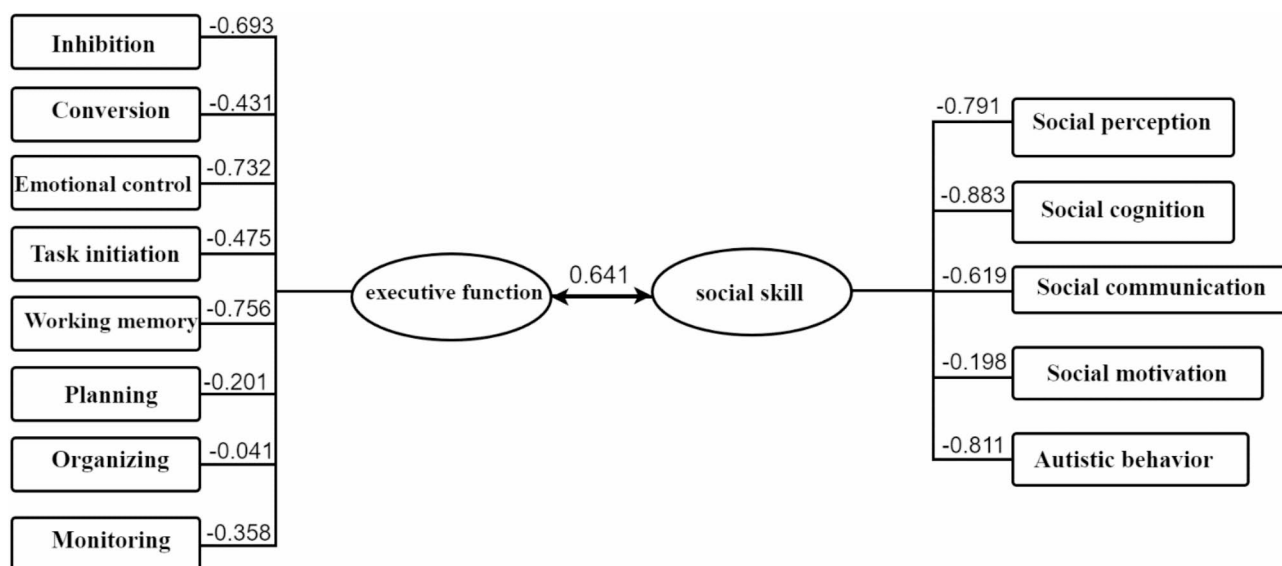 -0.693
Inhibition
-0.431
Conversion
-0.732
Emotional control
-0.475
Task initiation
-0.756
Working memory
-0.201
Planning
-0.041
Organizing
-0.358
Monitoring
executive function
0.641
social skill
-0.791
Social perception
-0.883
Social cognition
-0.619
Social communication
-0.198
Social motivation
-0.811
Autistic behavior